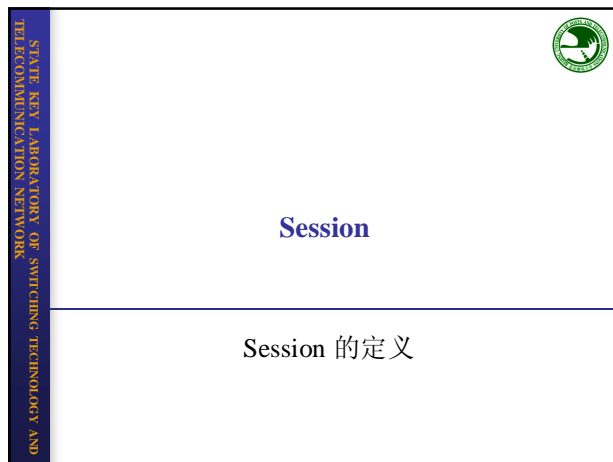 STATE KEY LABORATORY OF SWITCHING TECHNOLOGY AND
TELECOMMUNICATION NETWORK
Session
Session 的定义